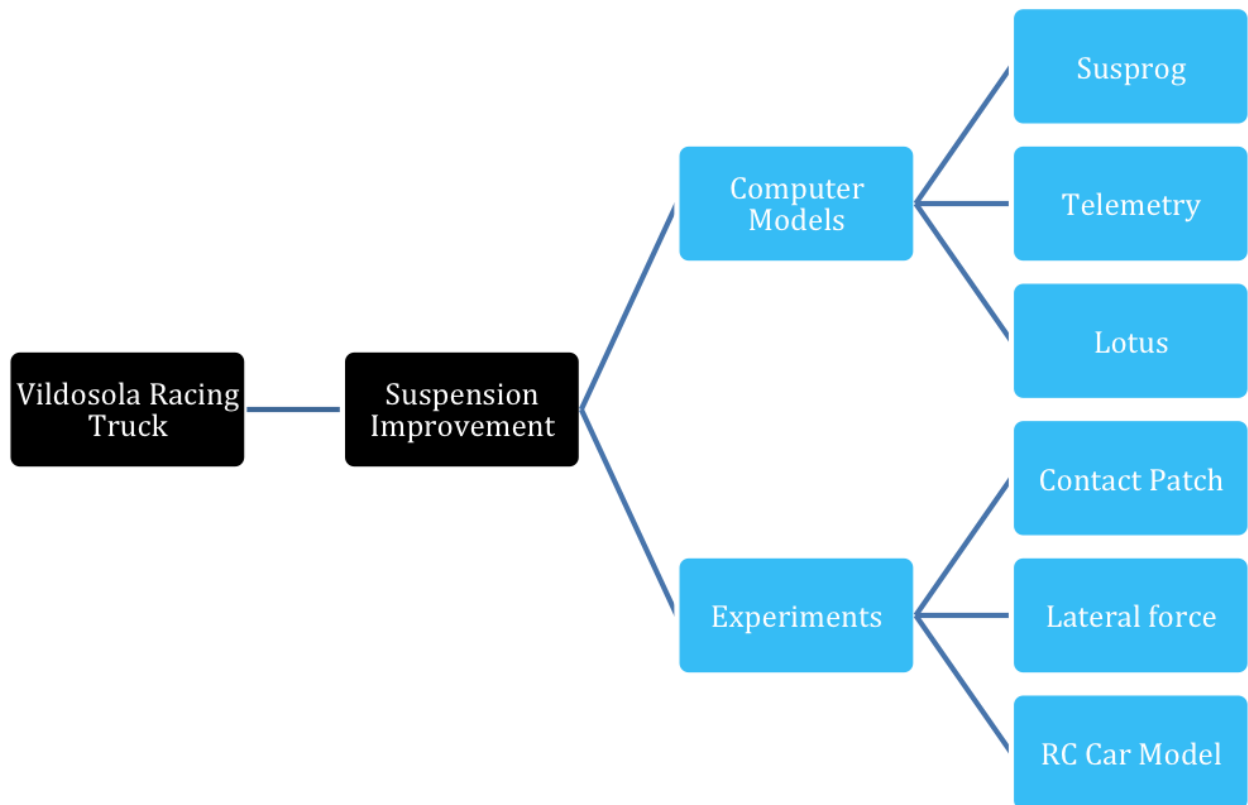 Vildosola Racing
Truck
Suspension
Improvement
Computer
Models
Susprog
Telemetry
Lotus
Experiments
Contact Patch
Lateral force
RC Car Model